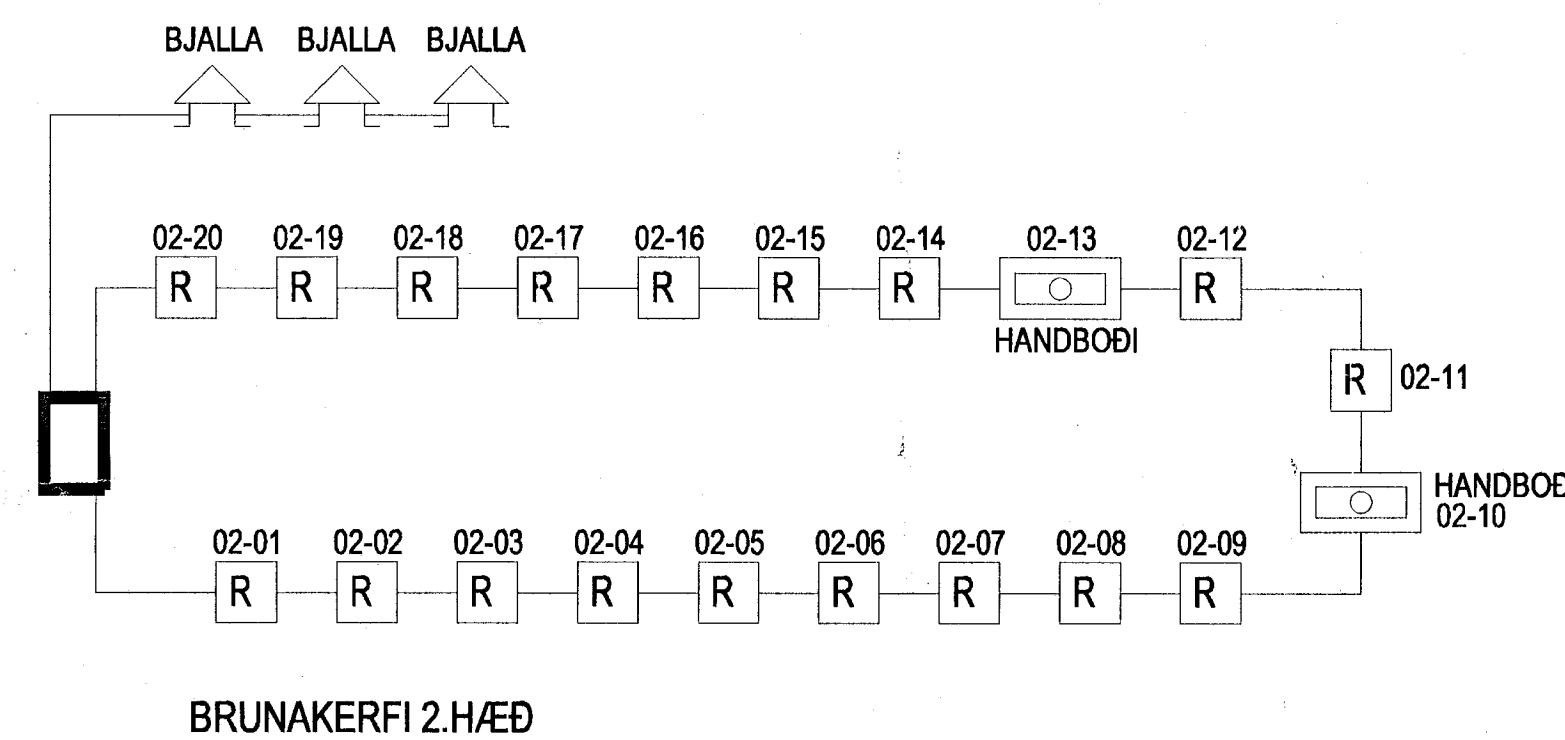 BJALLA BJALLA BJALLA
02-20 02-19 02-18 02-17 02-16 02-15 02-14 02-13 02-12
R R R R R R R R
HANDBOÐI
R 02-11
HANDBOÐ
02-10
02-01 02-02 02-03 02-04 02-05 02-06 02-07 02-08 02-09
R R R R R R R R R
BRUNAKERFI 2.HÆÐ